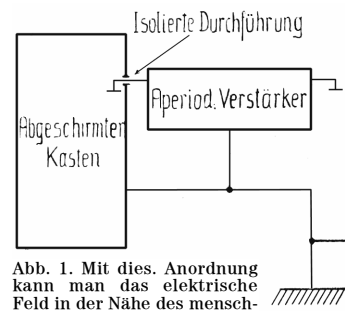 Isolierte Durchführung
Aperiod. Verstärker
Abgeschirmter
Kasten
Abb. 1. Mit dies. Anordnung
kann man das elektrische
Feld in der Nähe des mensch-